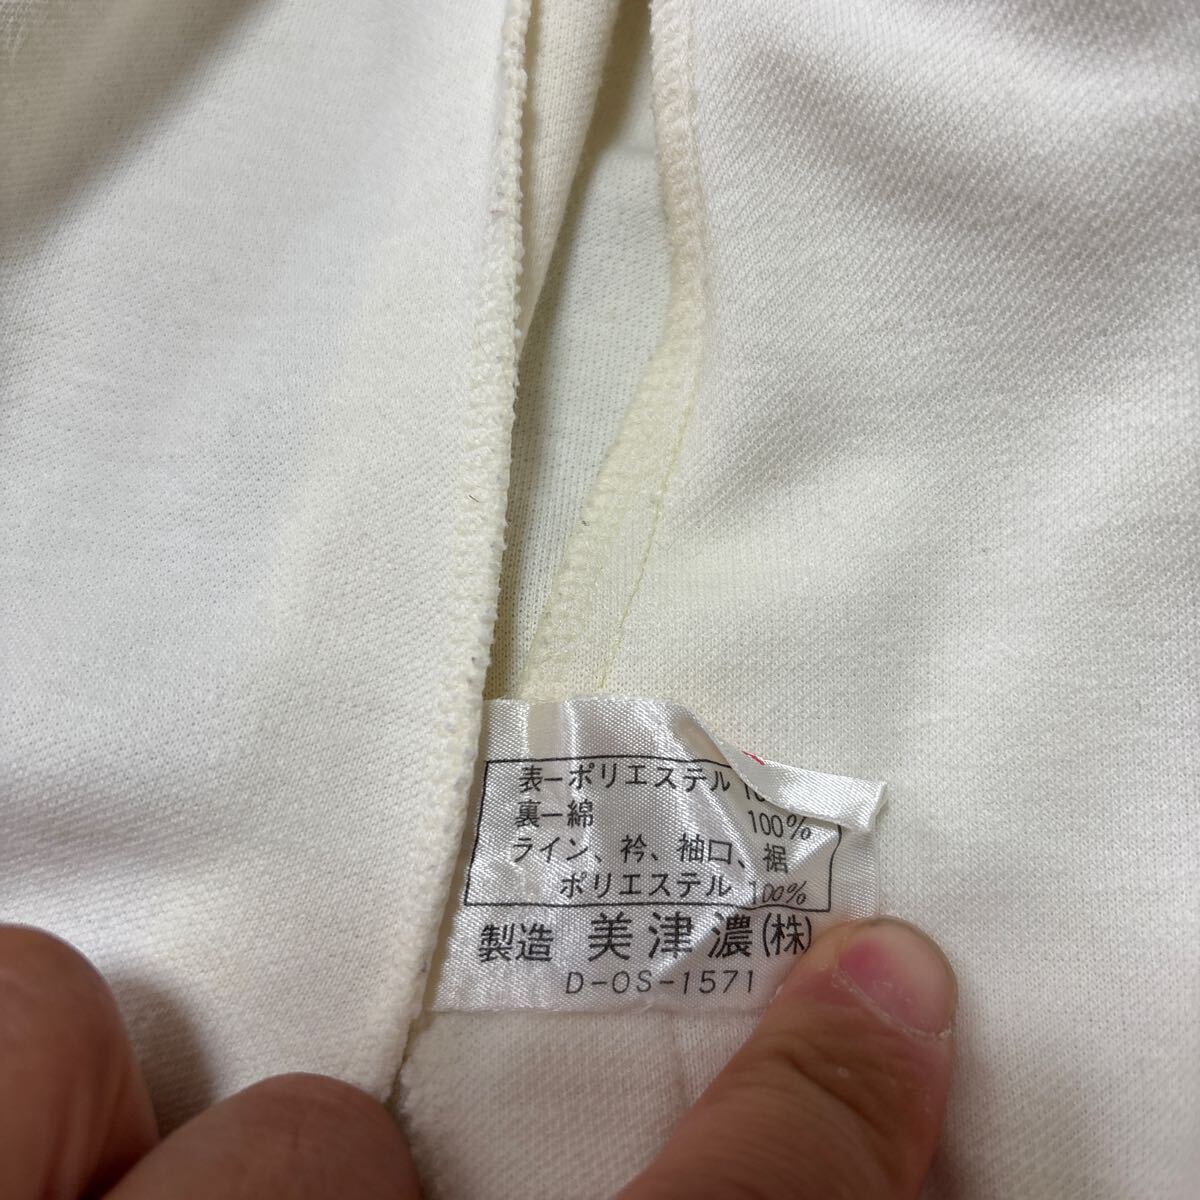 表ーポリエステル
裏ー綿 100%
ライン、衿、袖口、裾
ポリエステル 100%
製造 美津濃(株)
D-OS-1571